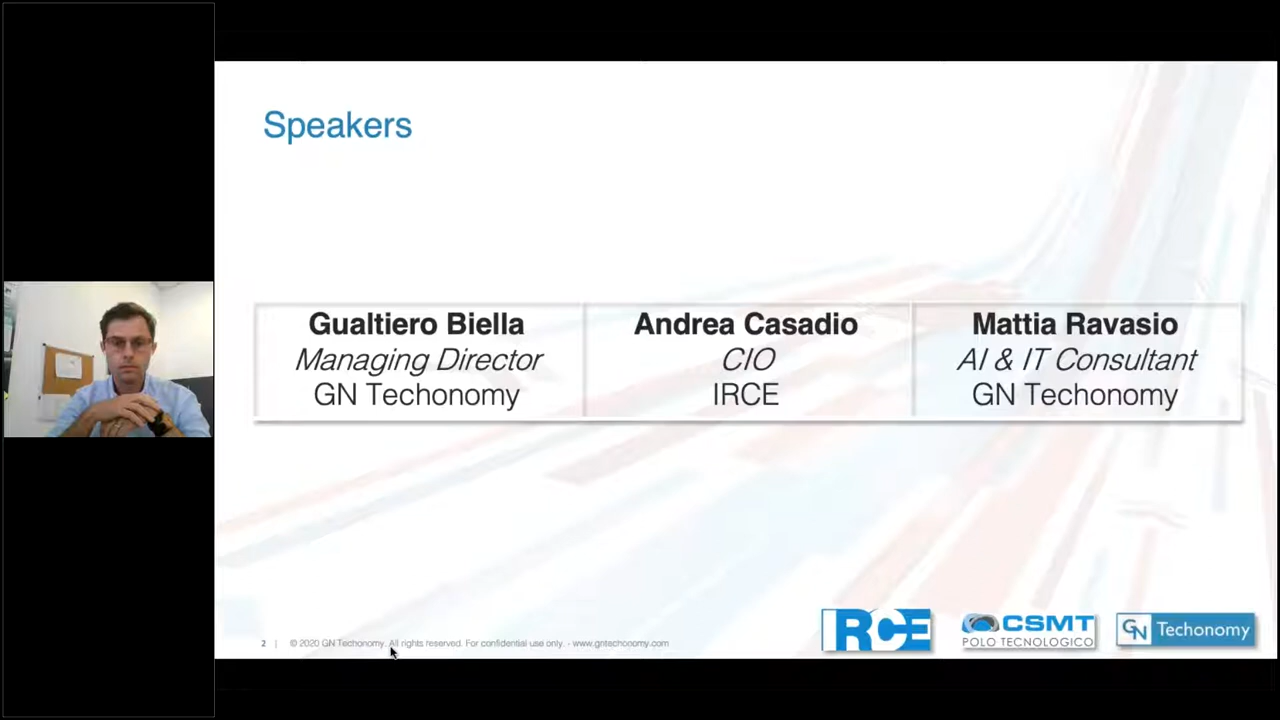 Speakers
Gualtiero Biella
Managing Director
GN Techonomy
Andrea Casadio
CIO
IRCE
Mattia Ravasio
AI & IT Consultant
GN Techonomy
2 | © 2020 GN Techonomy. All rights reserved. For confidential use only. - www.gntechonomy.com
IRCE
CSMT
POLO TECNOLOGICO
GN Techonomy